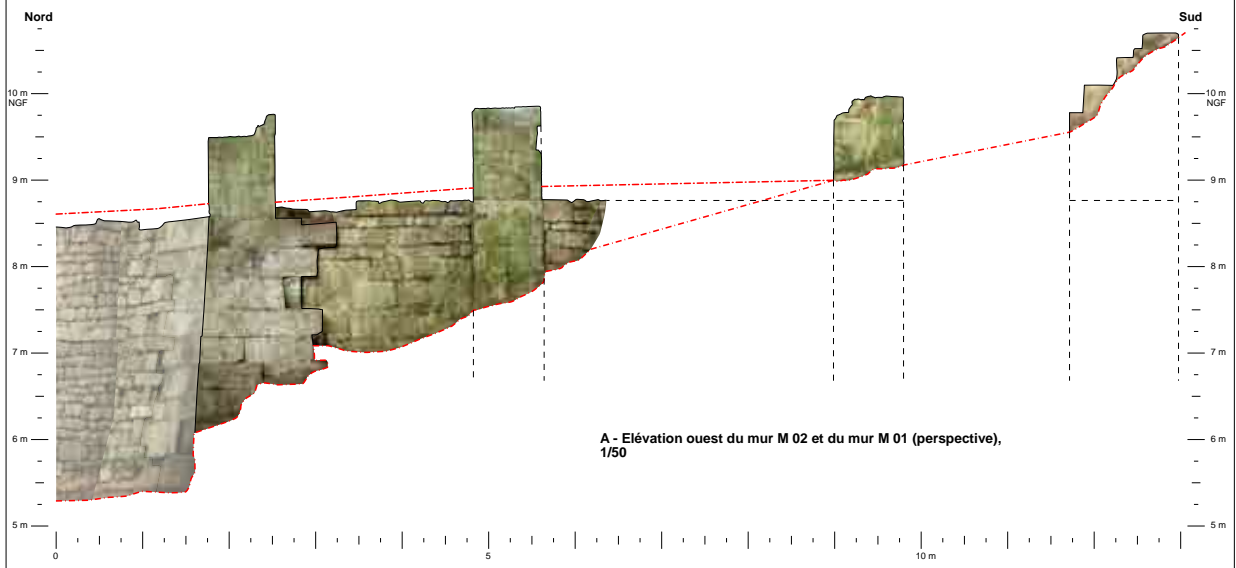 Nord
Sud
10 m
NGF
10 m
NGF
9 m
9 m
8 m
8 m
7 m
7 m
6 m
6 m
A - Elévation ouest du mur M 02 et du mur M 01 (perspective),
1/50
5 m
5 m
0
5
10 m